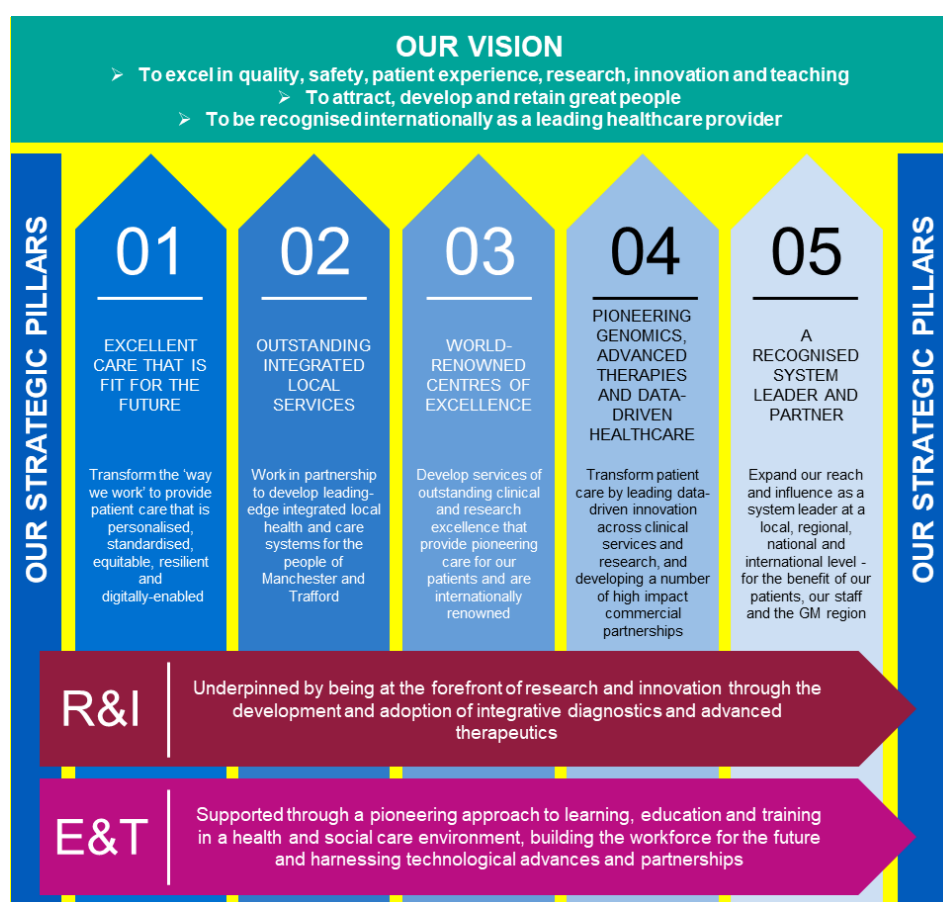 OUR VISION
➢ To excel in quality, safety, patient experience, research, innovation and teaching
➢ To attract, develop and retain great people
➢ To be recognised internationally as a leading healthcare provider
OUR STRATEGIC PILLARS
01
EXCELLENT
CARE THAT IS
FIT FOR THE
FUTURE
Transform the ‘way
we work’ to provide
patient care that is
personalised,
standardised,
equitable, resilient
and
digitally-enabled
02
OUTSTANDING
INTEGRATED
LOCAL
SERVICES
Work in partnership
to develop leading-
edge integrated local
health and care
systems for the
people of
Manchester and
Trafford
03
WORLD-
RENOWNED
CENTRES OF
EXCELLENCE
Develop services of
outstanding clinical
and research
excellence that
provide pioneering
care for our
patients and are
internationally
renowned
04
PIONEERING
GENOMICS,
ADVANCED
THERAPIES
AND DATA-
DRIVEN
HEALTHCARE
Transform patient
care by leading data-
driven innovation
across clinical
services and
research, and
developing a number
of high impact
commercial
partnerships
05
A
RECOGNISED
SYSTEM
LEADER AND
PARTNER
Expand our reach
and influence as a
system leader at a
local, regional,
national and
international level -
for the benefit of our
patients, our staff
and the GM region
OUR STRATEGIC PILLARS
R&I
Underpinned by being at the forefront of research and innovation through the
development and adoption of integrative diagnostics and advanced
therapeutics
E&T
Supported through a pioneering approach to learning, education and training
in a health and social care environment, building the workforce for the future
and harnessing technological advances and partnerships